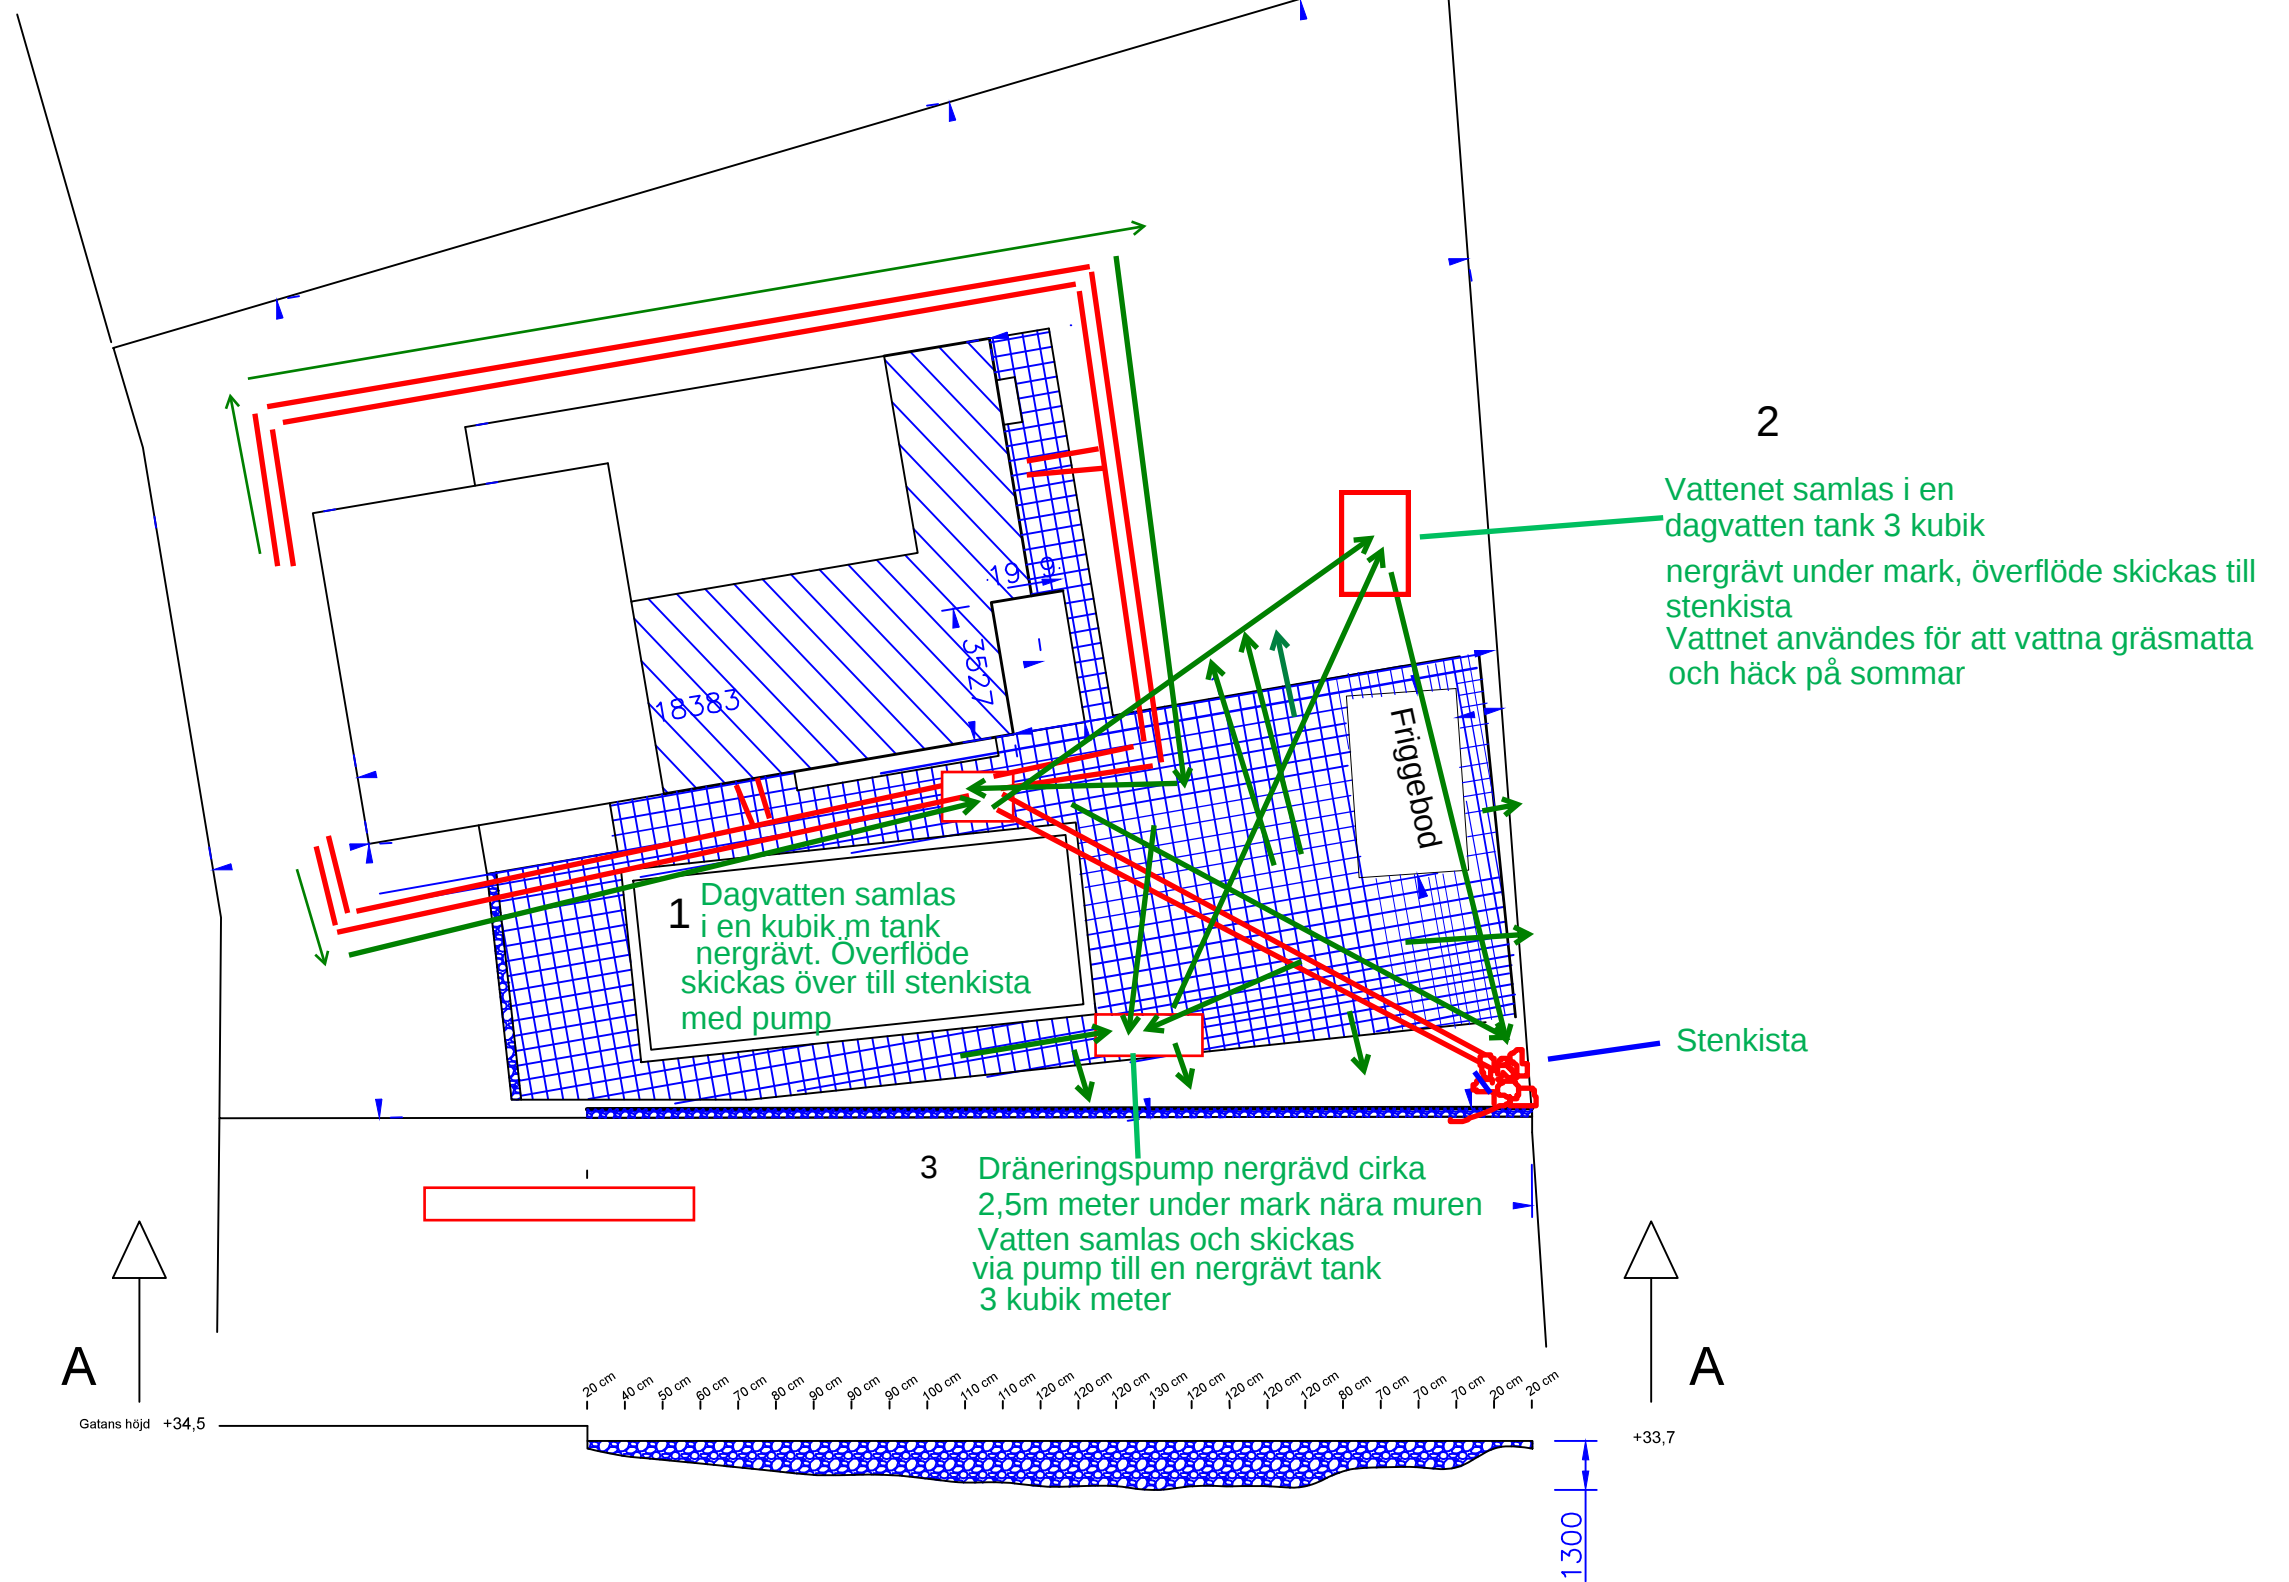 2
Vattenet samlas i en
dagvatten tank 3 kubik
nergrävt under mark, överflöde skickas till
stenkista
Vattnet användes för att vattna gräsmatta
och häck på sommar
19 9
3527
18383
Friggebod
1
Dagvatten samlas
i en kubik m tank
nergrävt. Överflöde
skickas över till stenkista
med pump
Stenkista
3
Dräneringspump nergrävd cirka
2,5m meter under mark nära muren
Vatten samlas och skickas
via pump till en nergrävt tank
3 kubik meter
A
A
20 cm 40 cm 50 cm 60 cm 70 cm 80 cm 90 cm 90 cm 90 cm 100 cm 110 cm 110 cm 120 cm 120 cm 120 cm 130 cm 120 cm 120 cm 120 cm 120 cm 80 cm 70 cm 70 cm 70 cm 20 cm 20 cm
Gatans höjd +34,5
+33,7
1300